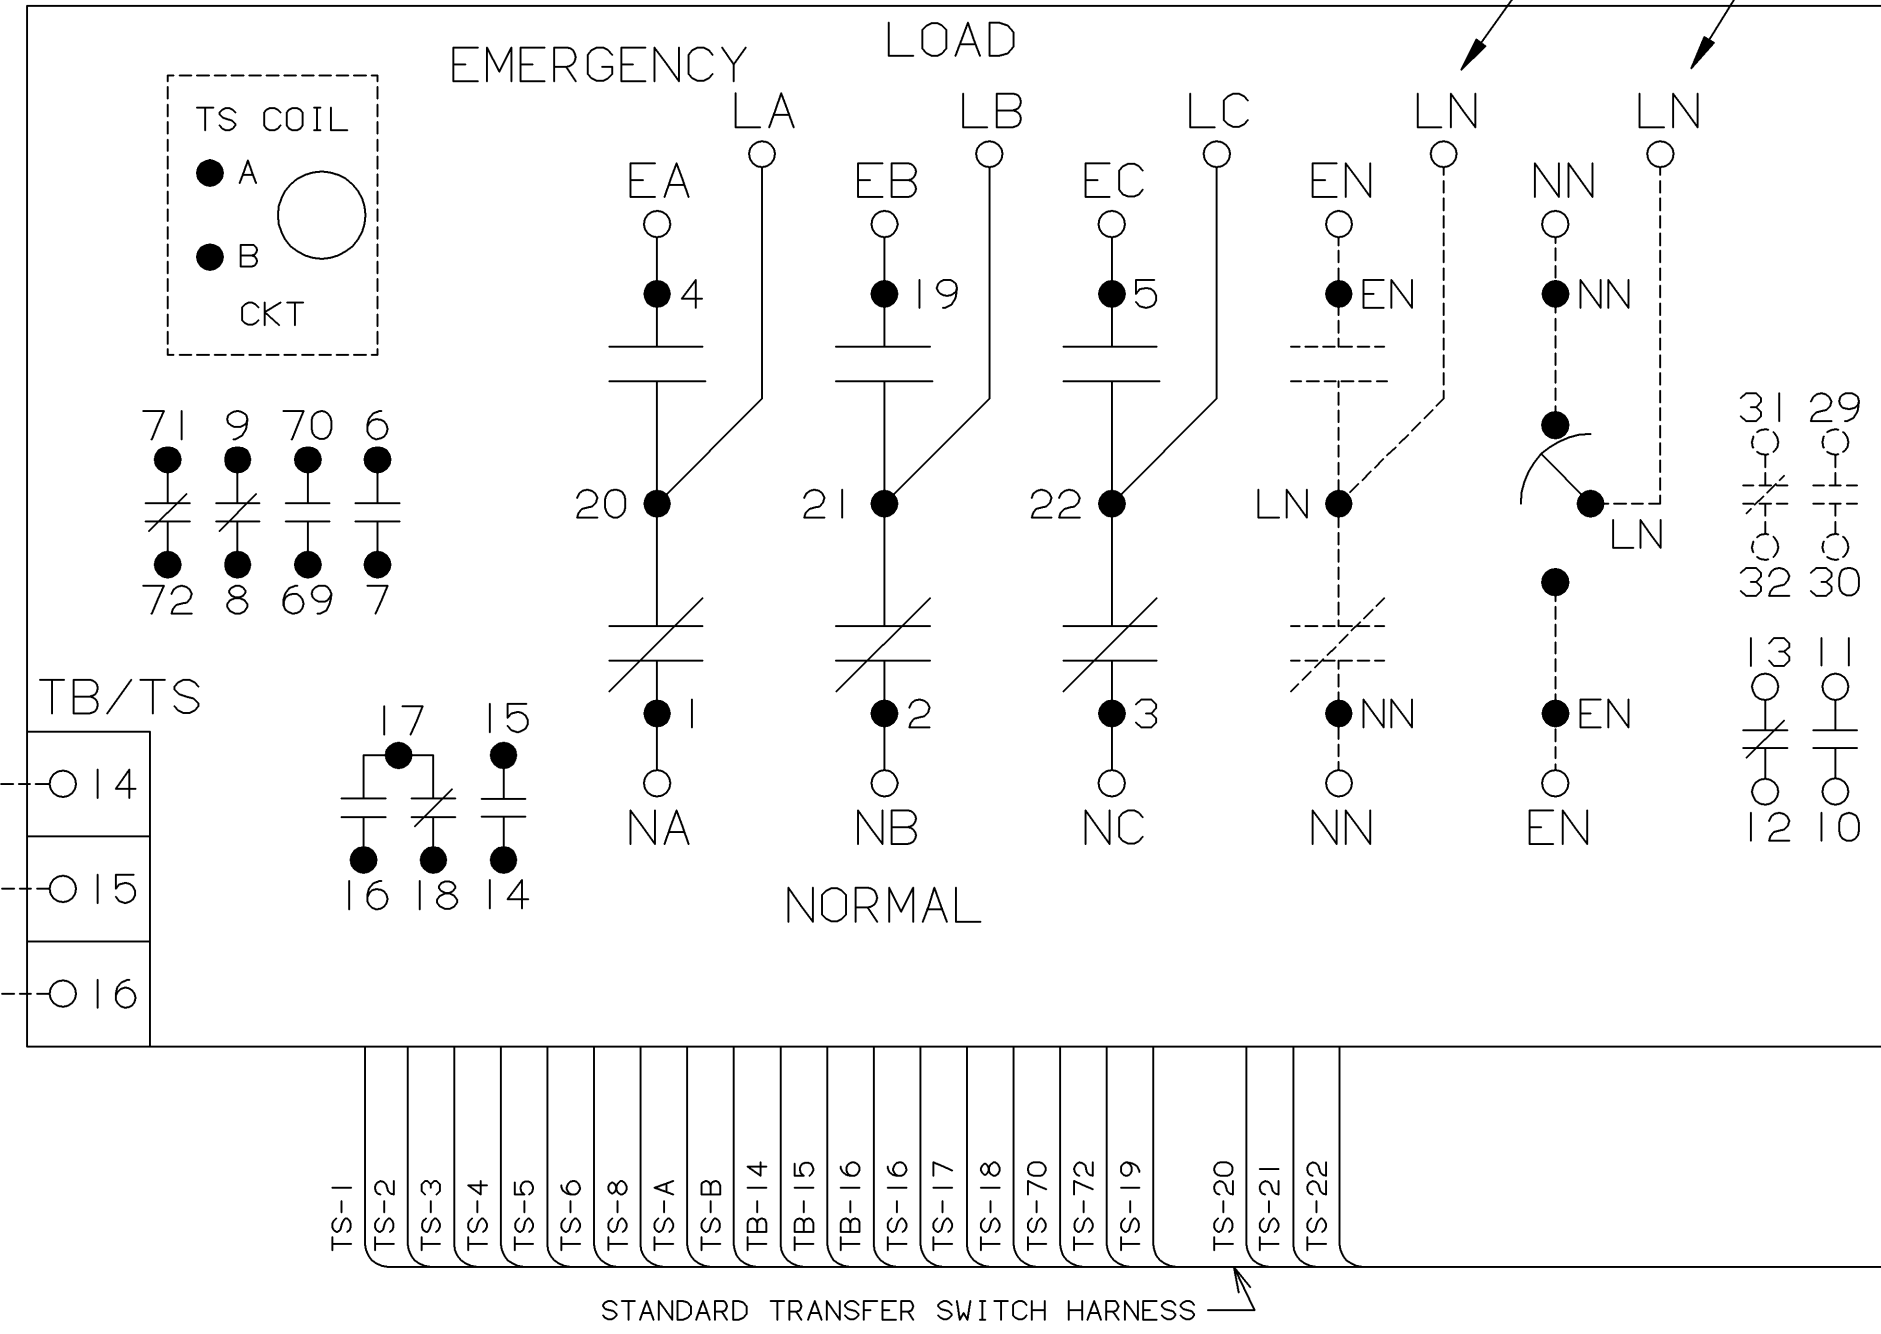 LOAD
EMERGENCY
LA LB LC LN LN
TS COIL
A
B
CKT
EA EB EC EN NN
4 19 5 EN NN
71 9 70 6
72 8 69 7
20 21 22 LN LN
31 29
32 30
13 11
12 10
TB/TS
14
15
16
17 15
16 18 14
1 2 3 NN EN
NA NB NC NN EN
NORMAL
TS-1
TS-2
TS-3
TS-4
TS-5
TS-6
TS-8
TS-A
TS-B
TB-14
TB-15
TB-16
TS-16
TS-17
TS-18
TS-70
TS-72
TS-19
TS-20
TS-21
TS-22
STANDARD TRANSFER SWITCH HARNESS